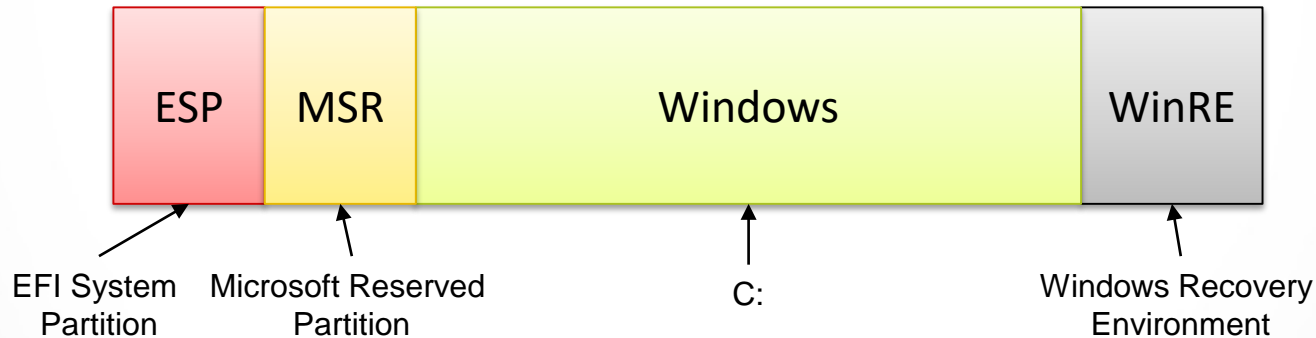 ESP
MSR
Windows
WinRE
EFI System
Partition
Microsoft Reserved
Partition
C:
Windows Recovery
Environment